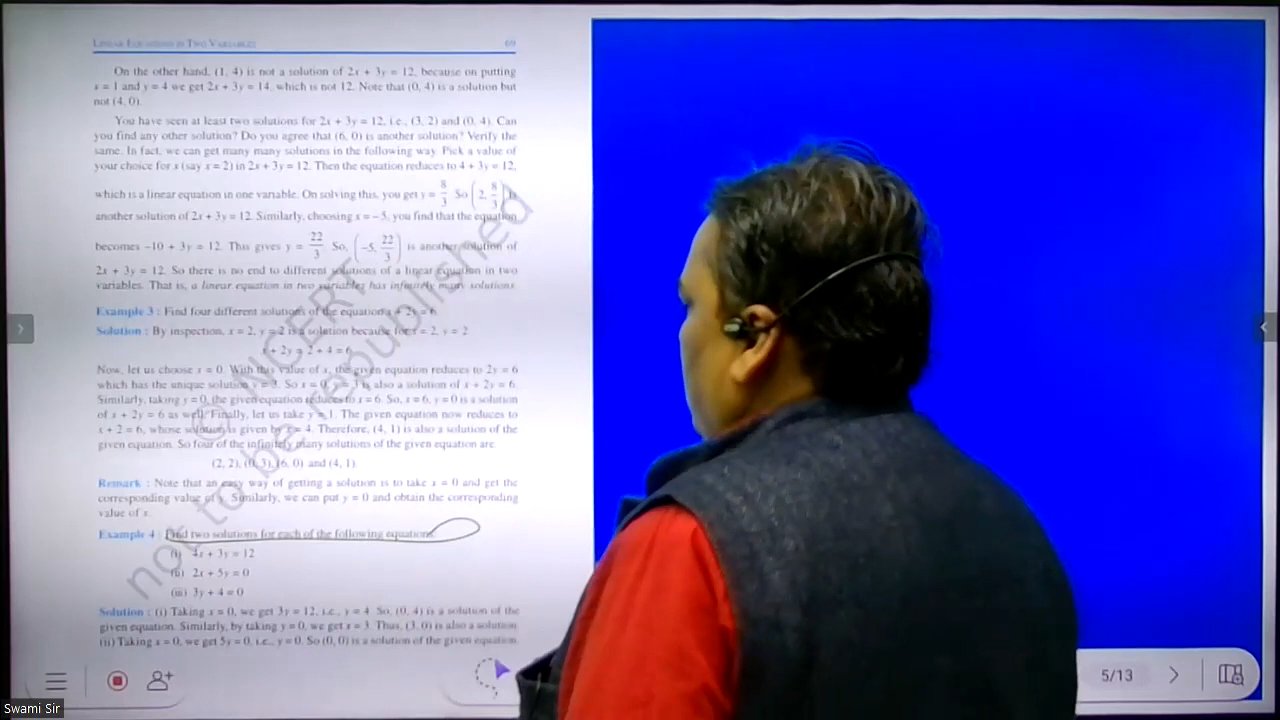 LINEAR EQUATIONS IN TWO VARIABLES 69
On the other hand, (1, 4) is not a solution of 2x + 3y = 12, because on putting
x = 1 and y = 4 we get 2x + 3y = 14, which is not 12. Note that (0, 4) is a solution but
not (4, 0).
You have seen at least two solutions for 2x + 3y = 12, i.e., (3, 2) and (0, 4). Can
you find any other solution? Do you agree that (6, 0) is another solution? Verify the
same. In fact, we can get many many solutions in the following way. Pick a value of
your choice for x (say x = 2) in 2x + 3y = 12. Then the equation reduces to 4 + 3y = 12,
which is a linear equation in one variable. On solving this, you get y = 8/3. So (2, 8/3) is
another solution of 2x + 3y = 12. Similarly, choosing x = – 5, you find that the equation
becomes –10 + 3y = 12. This gives y = 22/3. So, (–5, 22/3) is another solution of
2x + 3y = 12. So there is no end to different solutions of a linear equation in two
variables. That is, a linear equation in two variables has infinitely many solutions.
Example 3 : Find four different solutions of the equation x + 2y = 6.
Solution : By inspection, x = 2, y = 2 is a solution because for x = 2, y = 2
x + 2y = 2 + 4 = 6
Now, let us choose x = 0. With this value of x, the given equation reduces to 2y = 6
which has the unique solution y = 3. So x = 0, y = 3 is also a solution of x + 2y = 6.
Similarly, taking y = 0, the given equation reduces to x = 6. So, x = 6, y = 0 is a solution
of x + 2y = 6 as well. Finally, let us take y = 1. The given equation now reduces to
x + 2 = 6, whose solution is given by x = 4. Therefore, (4, 1) is also a solution of the
given equation. So four of the infinitely many solutions of the given equation are:
(2, 2), (0, 3), (6, 0) and (4, 1).
Remark : Note that an easy way of getting a solution is to take x = 0 and get the
corresponding value of y. Similarly, we can put y = 0 and obtain the corresponding
value of x.
Example 4 : Find two solutions for each of the following equations:
(i) 4x + 3y = 12
(ii) 2x + 5y = 0
(iii) 3y + 4 = 0
Solution : (i) Taking x = 0, we get 3y = 12, i.e., y = 4. So, (0, 4) is a solution of the
given equation. Similarly, by taking y = 0, we get x = 3. Thus, (3, 0) is also a solution.
(ii) Taking x = 0, we get 5y = 0, i.e., y = 0. So (0, 0) is a solution of the given equation.
© NCERT
not to be republished
5/13
Swami Sir